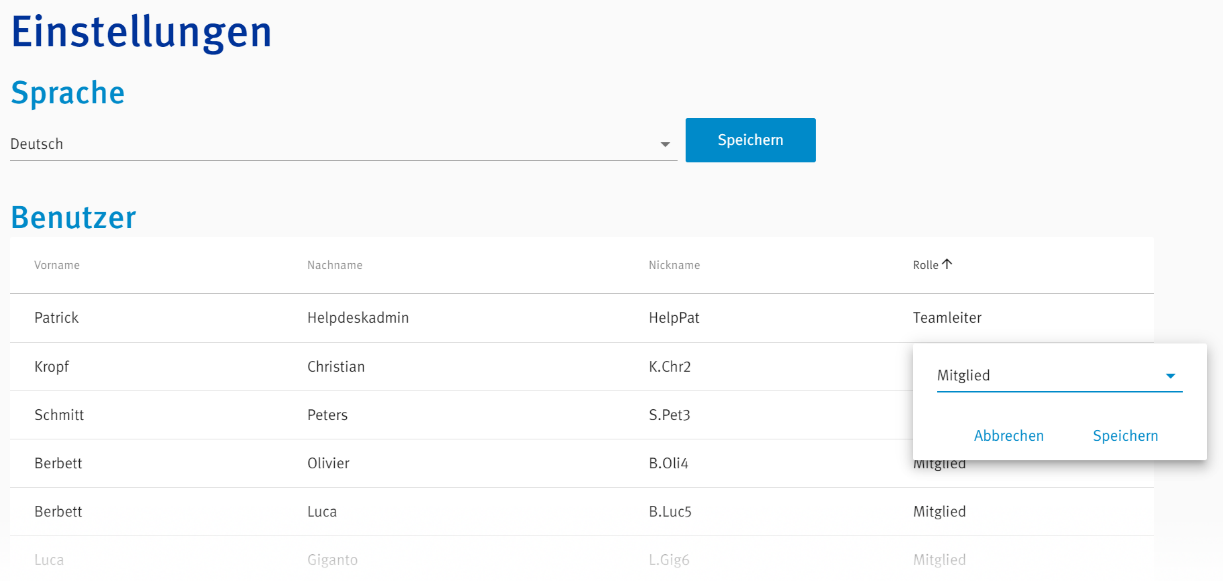 Einstellungen
Sprache
Deutsch Speichern
Benutzer
Vorname Nachname Nickname Rolle
Patrick Helpdeskadmin HelpPat Teamleiter
Kropf Christian K.Chr2
Mitglied
Schmitt Peters S.Pet3
Abbrechen Speichern
Berbett Olivier B.Oli4 Mitglied
Berbett Luca B.Luc5 Mitglied
Luca Giganto L.Gig6 Mitglied